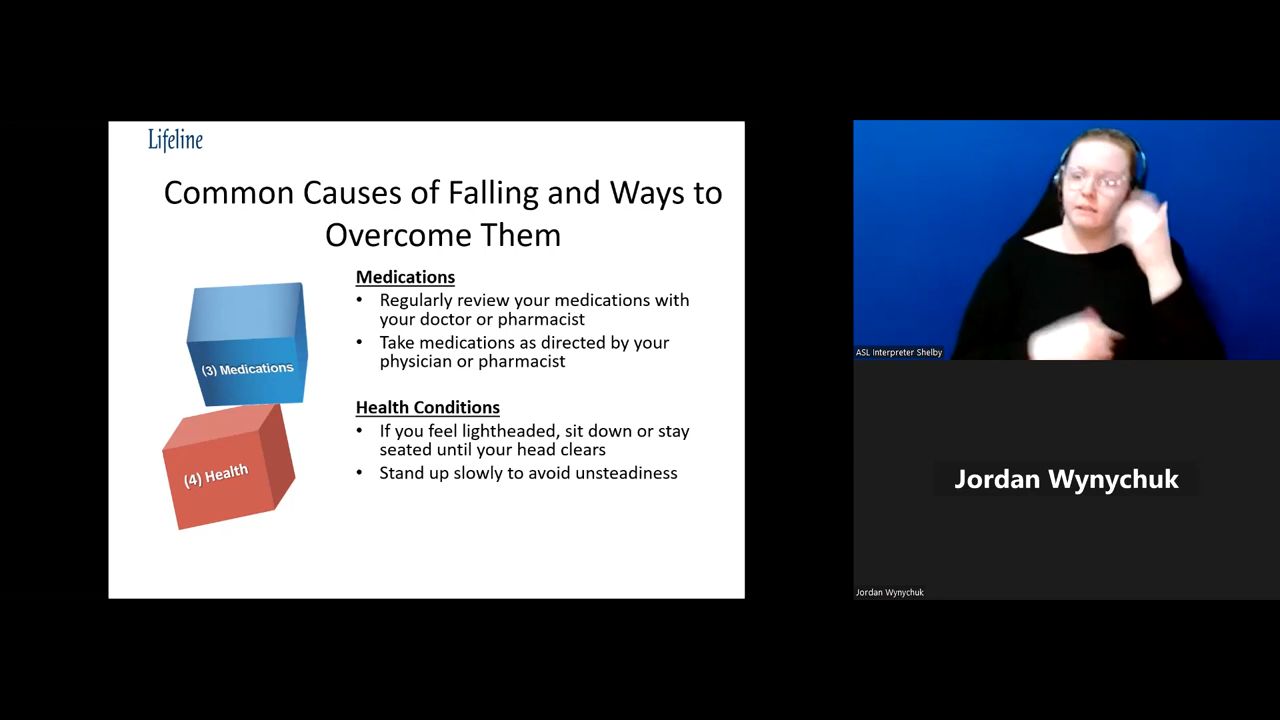 Lifeline
Common Causes of Falling and Ways to
Overcome Them
Medications
• Regularly review your medications with
your doctor or pharmacist
• Take medications as directed by your
physician or pharmacist
(3) Medications
Health Conditions
• If you feel lightheaded, sit down or stay
seated until your head clears
• Stand up slowly to avoid unsteadiness
(4) Health
ASL Interpreter Shelby
Jordan Wynychuk
Jordan Wynychuk